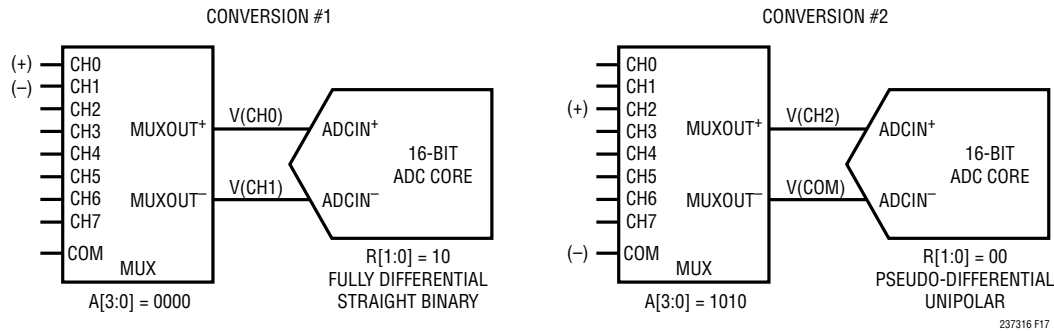 CONVERSION #1
(+)
(–)
CH0
CH1
CH2
CH3
CH4
CH5
CH6
CH7
COM
MUXOUT+
MUXOUT–
MUX
A[3:0] = 0000
V(CH0)
V(CH1)
ADCIN+
16-BIT
ADC CORE
ADCIN–
R[1:0] = 10
FULLY DIFFERENTIAL
STRAIGHT BINARY
CONVERSION #2
(+)
(–)
CH0
CH1
CH2
CH3
CH4
CH5
CH6
CH7
COM
MUXOUT+
MUXOUT–
MUX
A[3:0] = 1010
V(CH2)
V(COM)
ADCIN+
16-BIT
ADC CORE
ADCIN–
R[1:0] = 00
PSEUDO-DIFFERENTIAL
UNIPOLAR
237316 F17